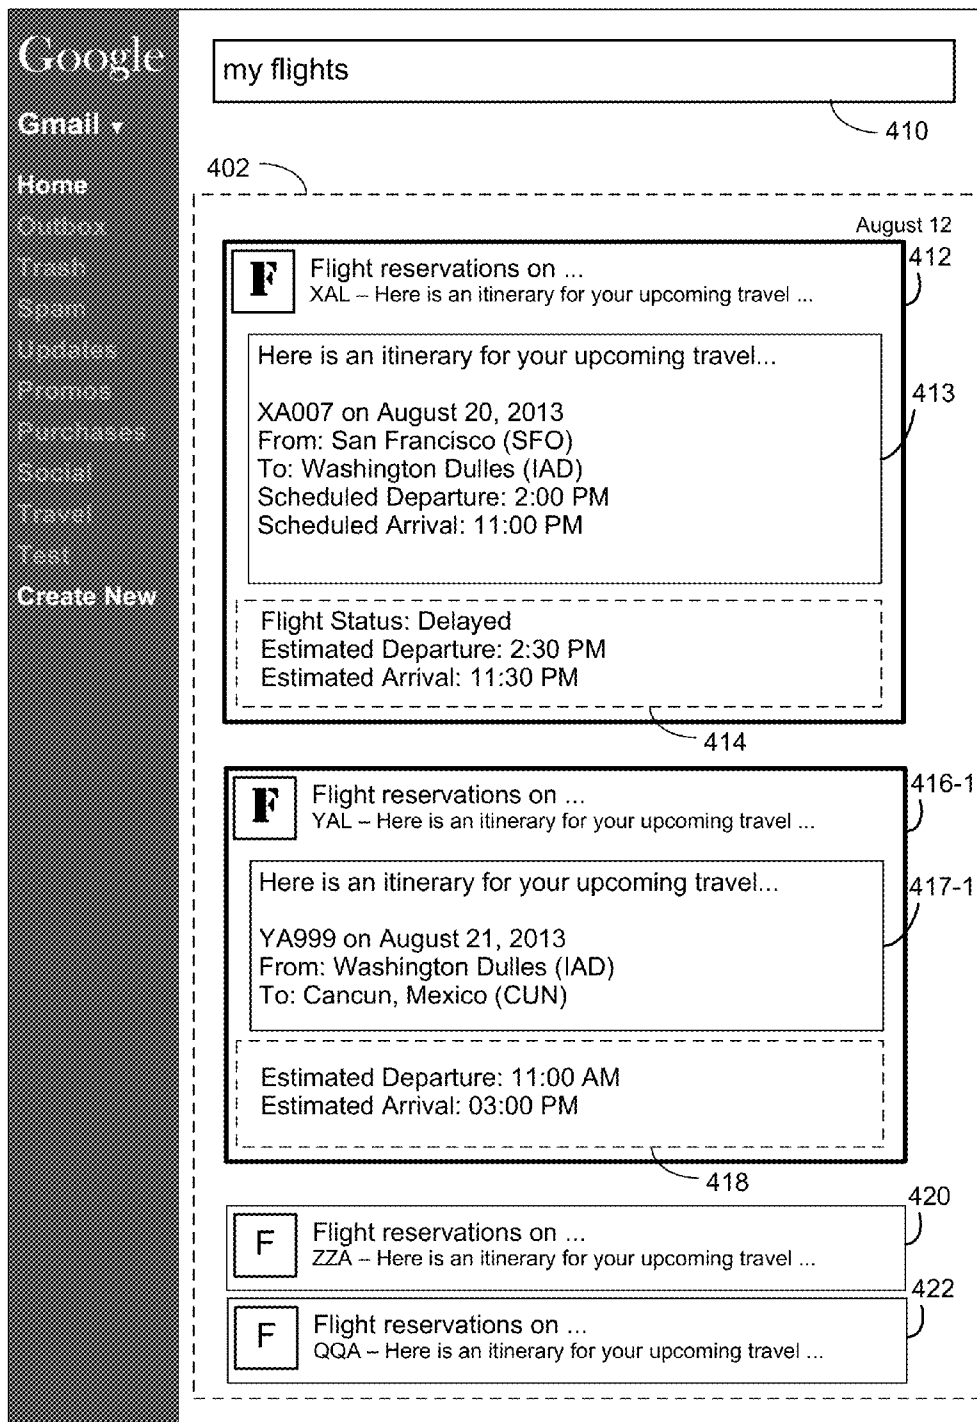 Google
Gmail ▾
Home
Outbox
Trash
Spam
Updates
Promos
Purchases
Social
Travel
Test
Create New
my flights
410
402
August 12
412
F
Flight reservations on ...
XAL – Here is an itinerary for your upcoming travel ...
Here is an itinerary for your upcoming travel...
413
XA007 on August 20, 2013
From: San Francisco (SFO)
To: Washington Dulles (IAD)
Scheduled Departure: 2:00 PM
Scheduled Arrival: 11:00 PM
Flight Status: Delayed
Estimated Departure: 2:30 PM
Estimated Arrival: 11:30 PM
414
416-1
F
Flight reservations on ...
YAL – Here is an itinerary for your upcoming travel ...
Here is an itinerary for your upcoming travel...
417-1
YA999 on August 21, 2013
From: Washington Dulles (IAD)
To: Cancun, Mexico (CUN)
Estimated Departure: 11:00 AM
Estimated Arrival: 03:00 PM
418
420
F
Flight reservations on ...
ZZA – Here is an itinerary for your upcoming travel ...
422
F
Flight reservations on ...
QQA – Here is an itinerary for your upcoming travel ...